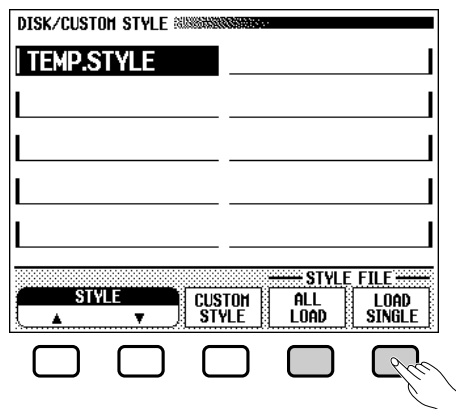 DISK/CUSTOM STYLE
TEMP.STYLE
STYLE FILE
STYLE
▲ ▼
CUSTOM
STYLE
ALL
LOAD
LOAD
SINGLE